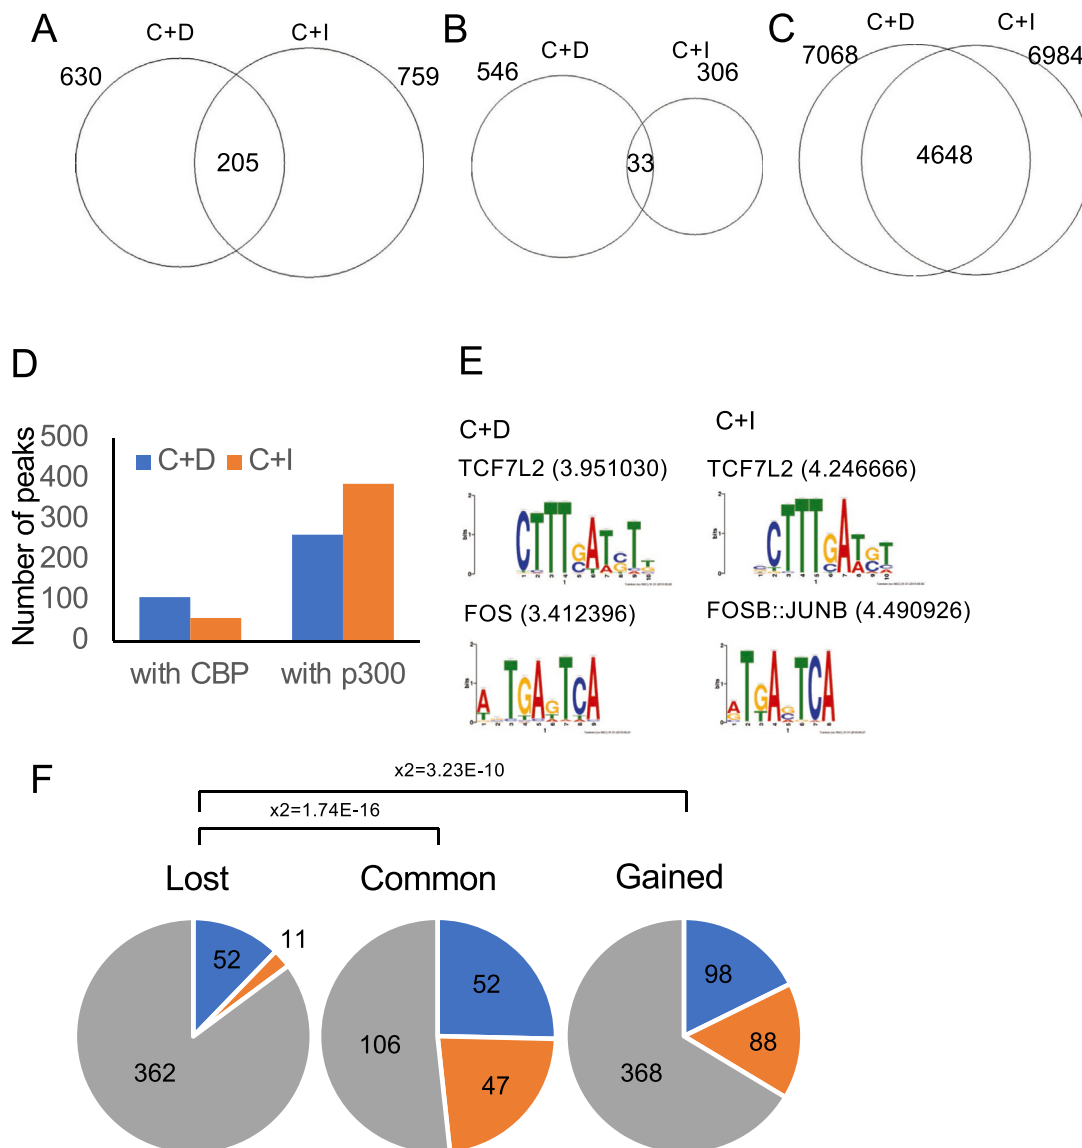 A
C+D
C+I
630
759
205
B
C+D
C+I
546
306
33
C
C+D
C+I
7068
6984
4648
D
Number of peaks
500
400
300
200
100
0
C+D
C+I
with CBP
with p300
E
C+D
C+I
TCF7L2 (3.951030)
TCF7L2 (4.246666)
FOS (3.412396)
FOSB::JUNB (4.490926)
F
x2=3.23E-10
x2=1.74E-16
Lost
Common
Gained
52
11
362
52
47
106
98
88
368